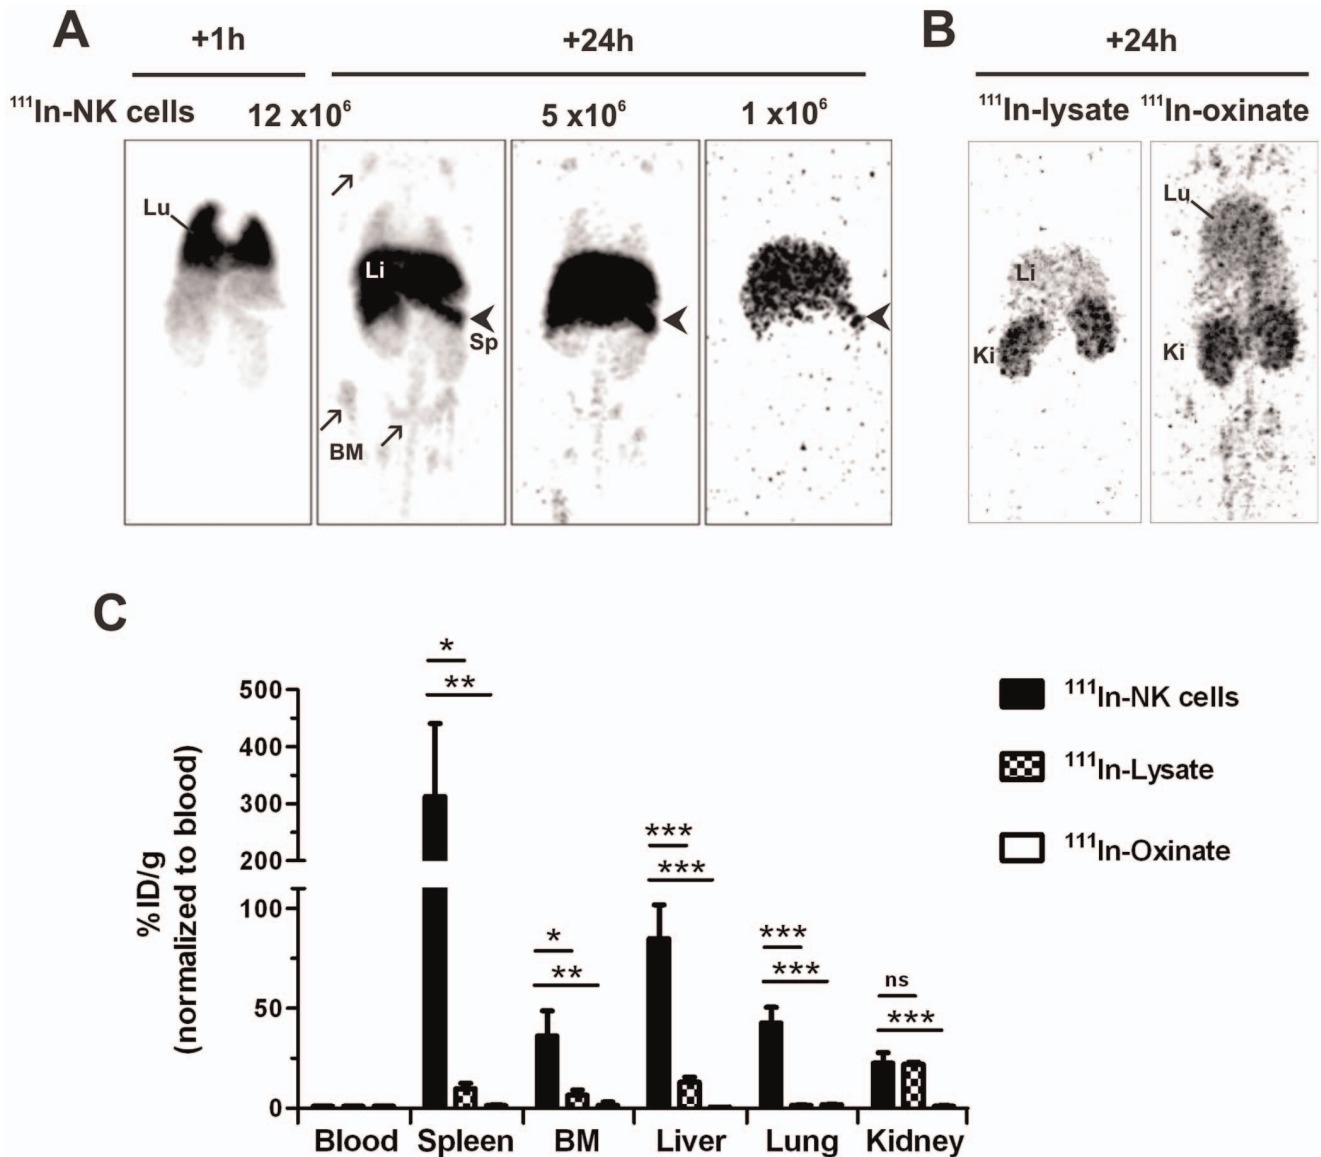 A
B
+1h
+24h
+24h
¹¹¹In-NK cells
12 x10⁶
5 x10⁶
1 x10⁶
¹¹¹In-lysate
¹¹¹In-oxinate
Lu
Li
Sp
BM
Li
Ki
Lu
Ki
C
%ID/g
(normalized to blood)
500
400
300
200
100
50
0
*
**
*
**
***
***
***
***
ns
***
Blood
Spleen
BM
Liver
Lung
Kidney
¹¹¹In-NK cells
¹¹¹In-Lysate
¹¹¹In-Oxinate